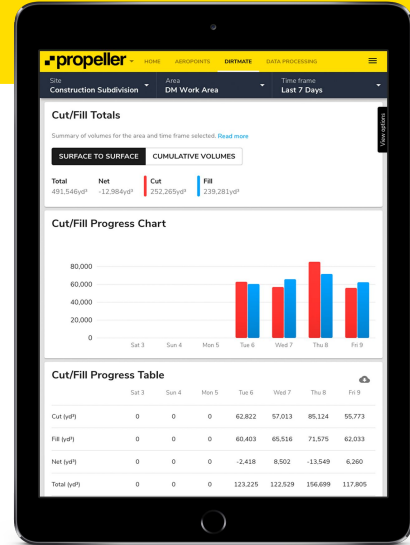 propeller HOME AEROPOINTS DIRTMATE DATA PROCESSING
Site Area Time frame
Construction Subdivision DM Work Area Last 7 Days
View options
Cut/Fill Totals
Summary of volumes for the area and time frame selected. Read more
SURFACE TO SURFACE CUMULATIVE VOLUMES
Total Net Cut Fill
491,546yd³ -12,984yd³ 252,265yd³ 239,281yd³
Cut/Fill Progress Chart
80,000
60,000
40,000
20,000
0
Sat 3 Sun 4 Mon 5 Tue 6 Wed 7 Thu 8 Fri 9
Cut/Fill Progress Table
Sat 3 Sun 4 Mon 5 Tue 6 Wed 7 Thu 8 Fri 9
Cut (yd³) 0 0 0 62,822 57,013 85,124 55,773
Fill (yd³) 0 0 0 60,403 65,516 71,575 62,033
Net (yd³) 0 0 0 -2,418 8,502 -13,549 6,260
Total (yd³) 0 0 0 123,225 122,529 156,699 117,805